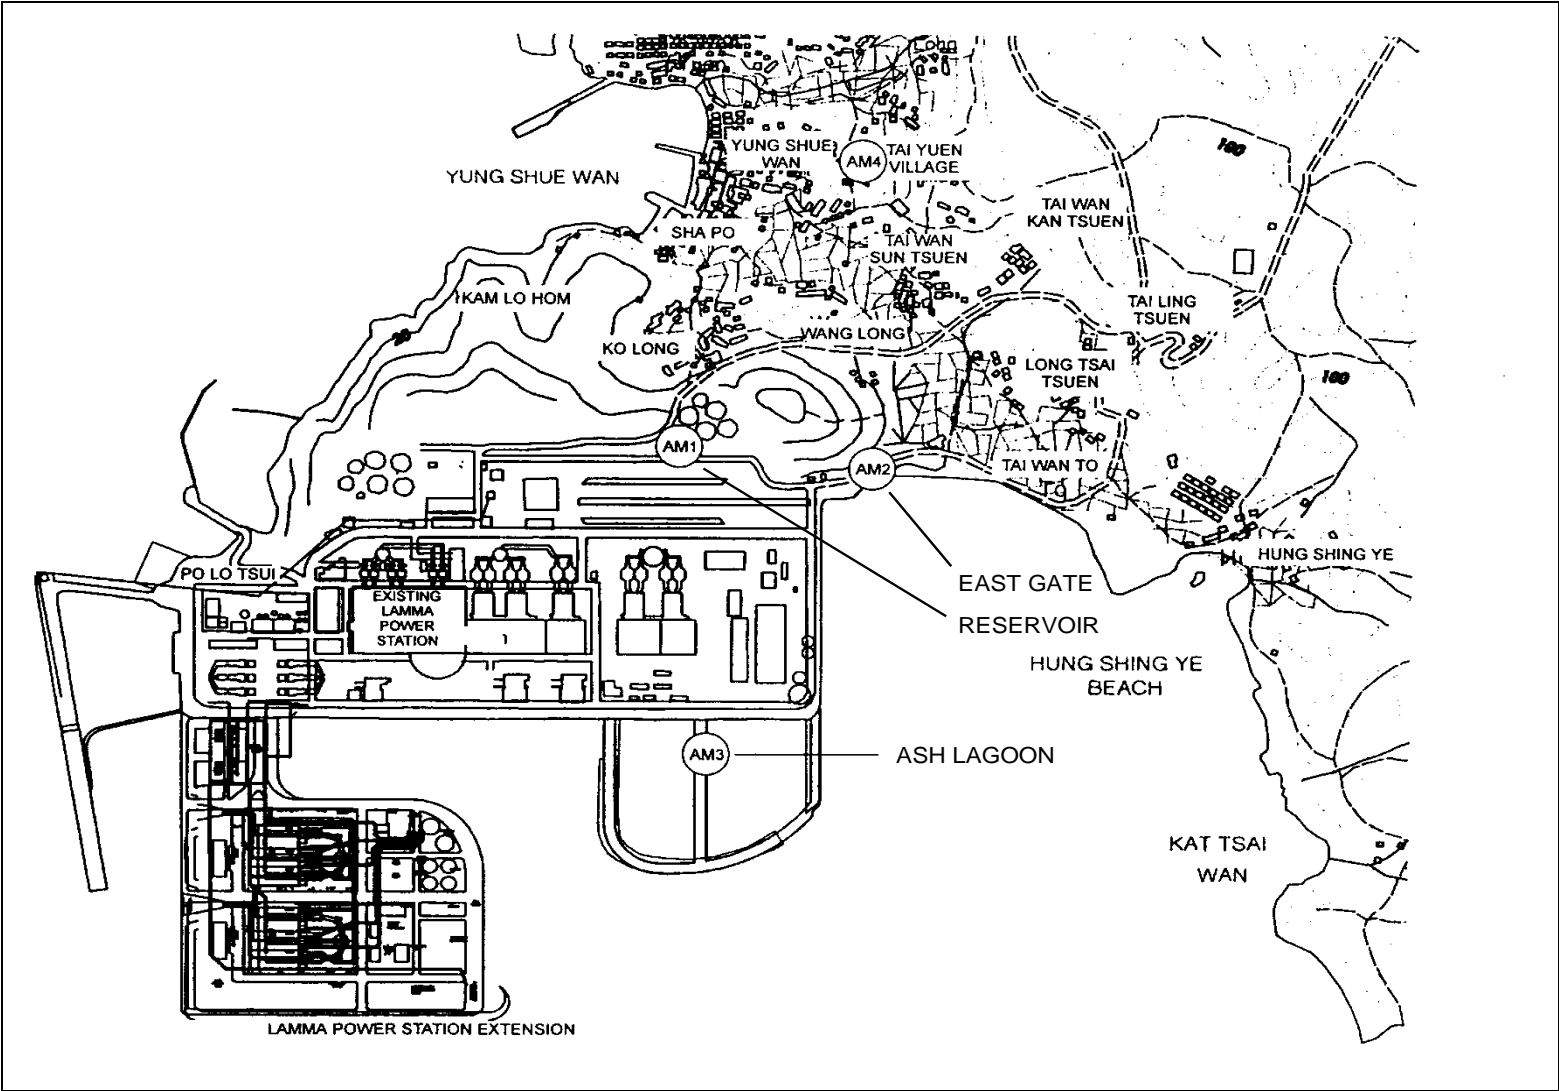 YUNG SHUE
WAN
AM4
TAI YUEN
VILLAGE
100
YUNG SHUE WAN
TAI WAN
KAN TSUEN
SHA PO
TAI WAN
SUN TSUEN
KAM LO HOM
TAI LING
TSUEN
20
WANG LONG
KO LONG
LONG TSAI
TSUEN
100
AM1
AM2
TAI WAN TO
HUNG SHING YE
PO LO TSUI
EAST GATE
EXISTING
LAMMA
POWER
STATION
RESERVOIR
HUNG SHING YE
BEACH
AM3
ASH LAGOON
KAT TSAI
WAN
LAMMA POWER STATION EXTENSION